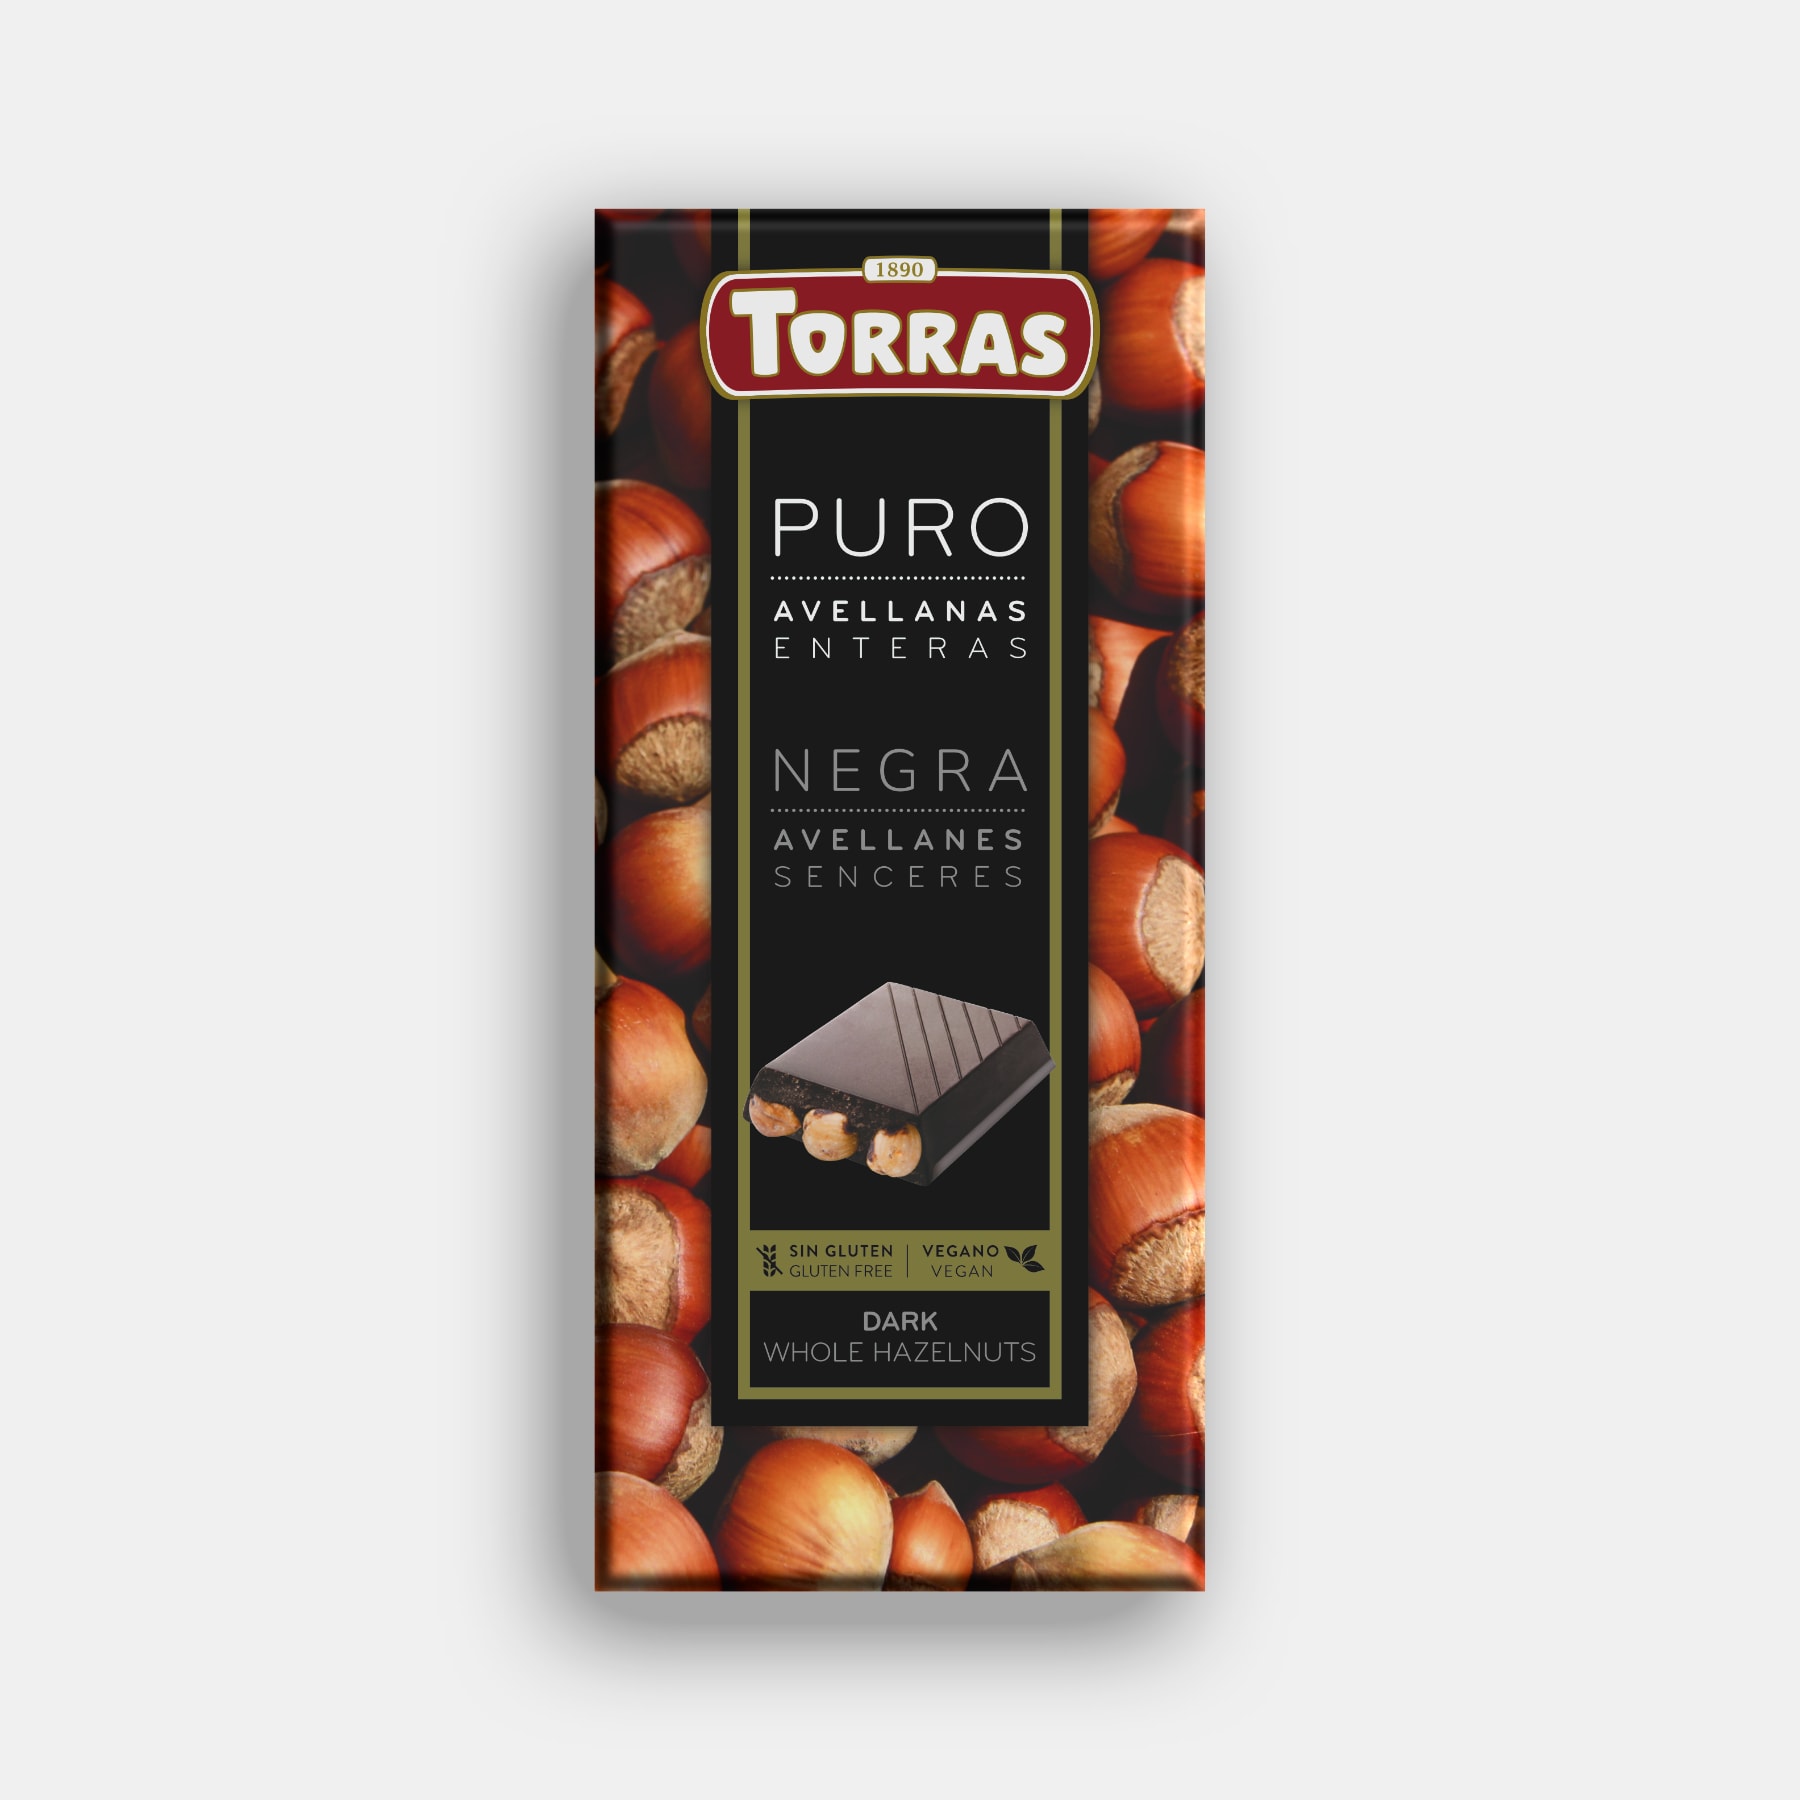 1890
TORRAS
PURO
AVELLANAS
ENTERAS
NEGRA
AVELLANES
SENCERES
SIN GLUTEN
GLUTEN FREE
VEGANO
VEGAN
DARK
WHOLE HAZELNUTS